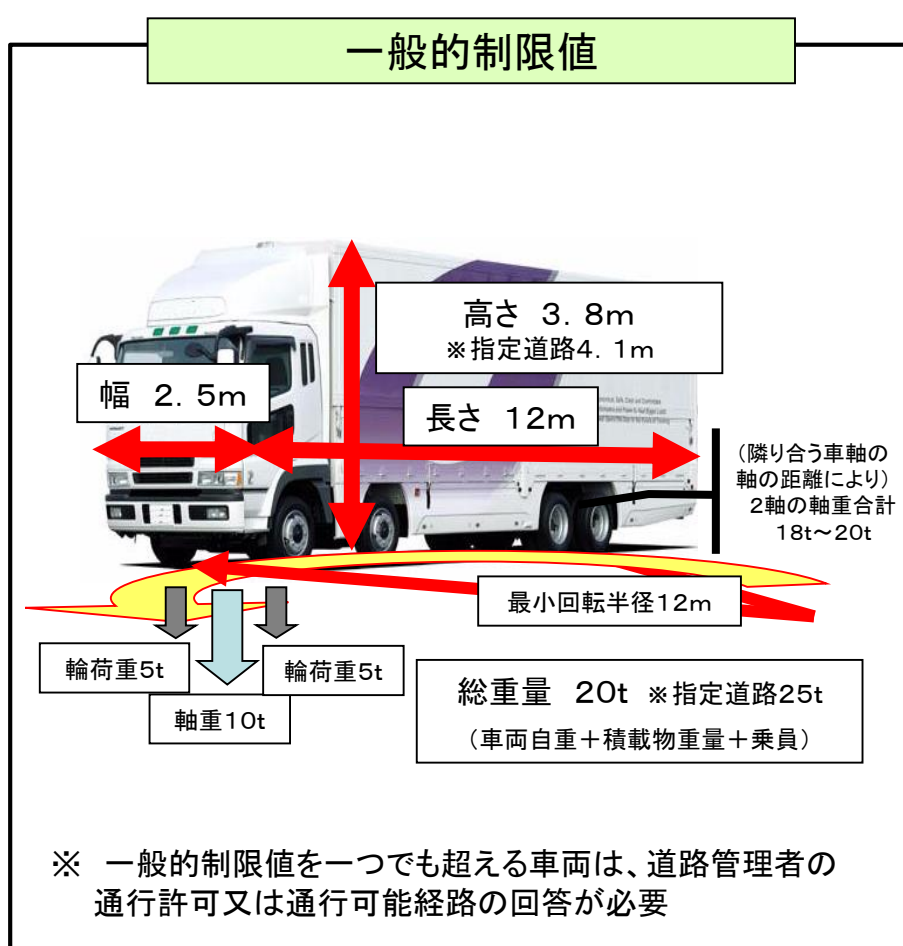 一般的制限値
高さ 3.8m
※指定道路4.1m
幅 2.5m
長さ 12m
(隣り合う車軸の
軸の距離により)
2軸の軸重合計
18t~20t
最小回転半径12m
輪荷重5t
輪荷重5t
軸重10t
総重量 20t ※指定道路25t
(車両自重+積載物重量+乗員)
※ 一般的制限値を一つでも超える車両は、道路管理者の
通行許可又は通行可能経路の回答が必要